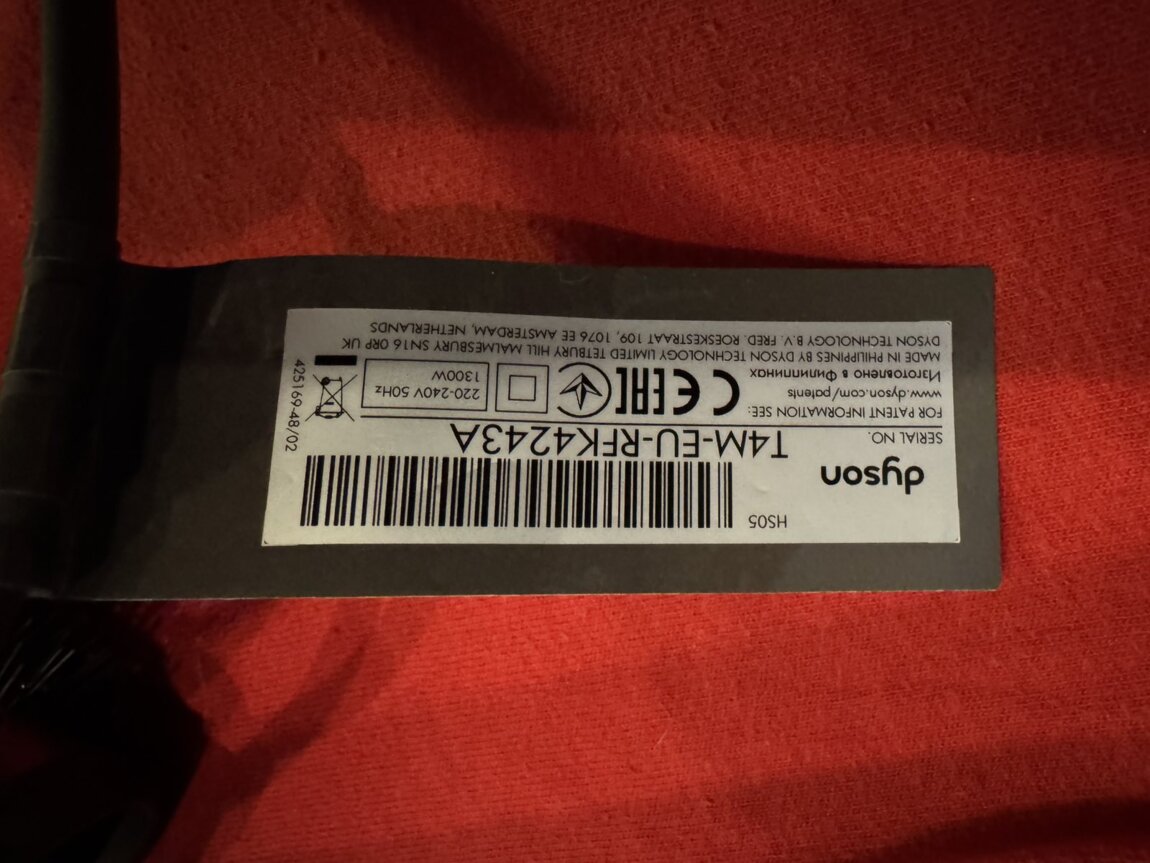 HS05
dyson
SERIAL NO.
T4M-EU-RFK4243A
FOR PATENT INFORMATION SEE:
www.dyson.com/patents
Изготовлено в Филиппинах
220-240V 50Hz
1300W
MADE IN PHILIPPINES BY DYSON TECHNOLOGY LIMITED TETBURY HILL MALMESBURY SN16 0RP UK
DYSON TECHNOLOGY B.V. FRED. ROESKESTRAAT 109, 1076 EE AMSTERDAM, NETHERLANDS
425169-48/02